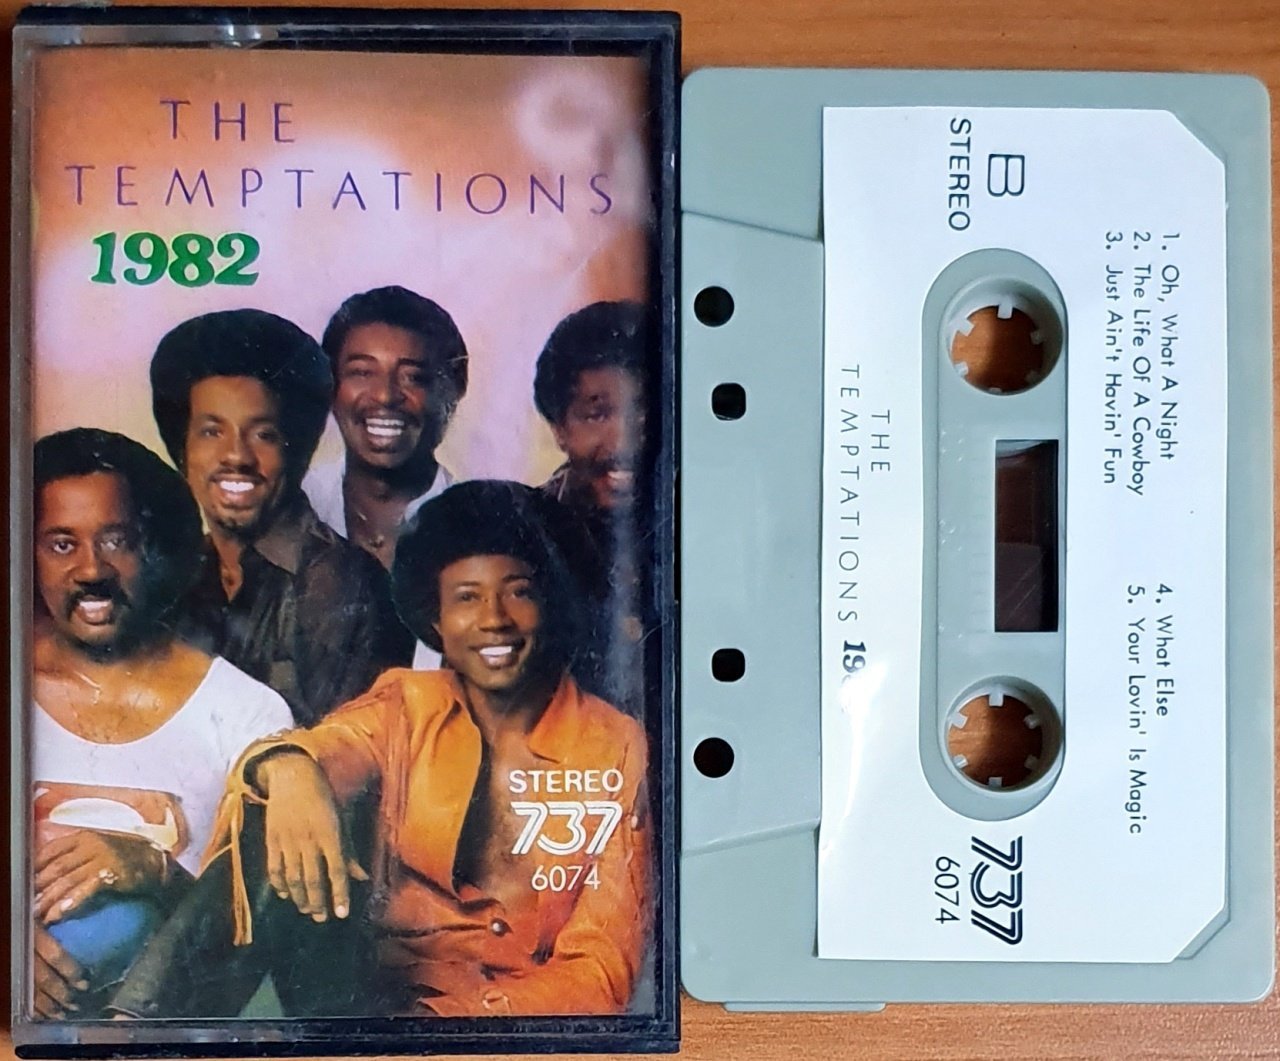 THE
TEMPTATIONS
1982
STEREO
737
6074
B
STEREO
1. Oh, What A Night
2. The Life Of A Cowboy
3. Just Ain't Havin' Fun
4. What Else
5. Your Lovin' Is Magic
THE
TEMPTATIONS
737
6074